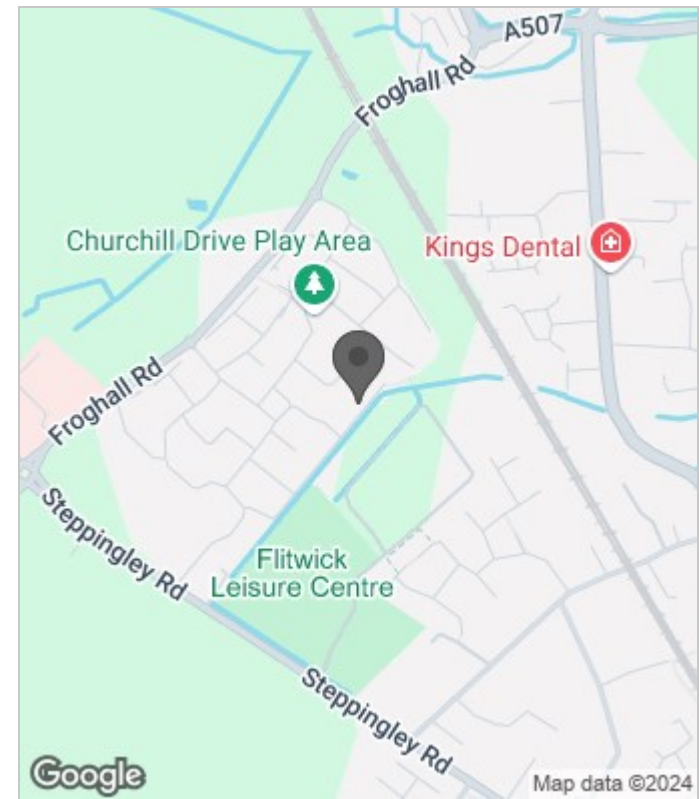 A507
Froghall Rd
Churchill Drive Play Area
Kings Dental
Froghall Rd
Steppingley Rd
Flitwick
Leisure Centre
Steppingley Rd
Google
Map data ©2024